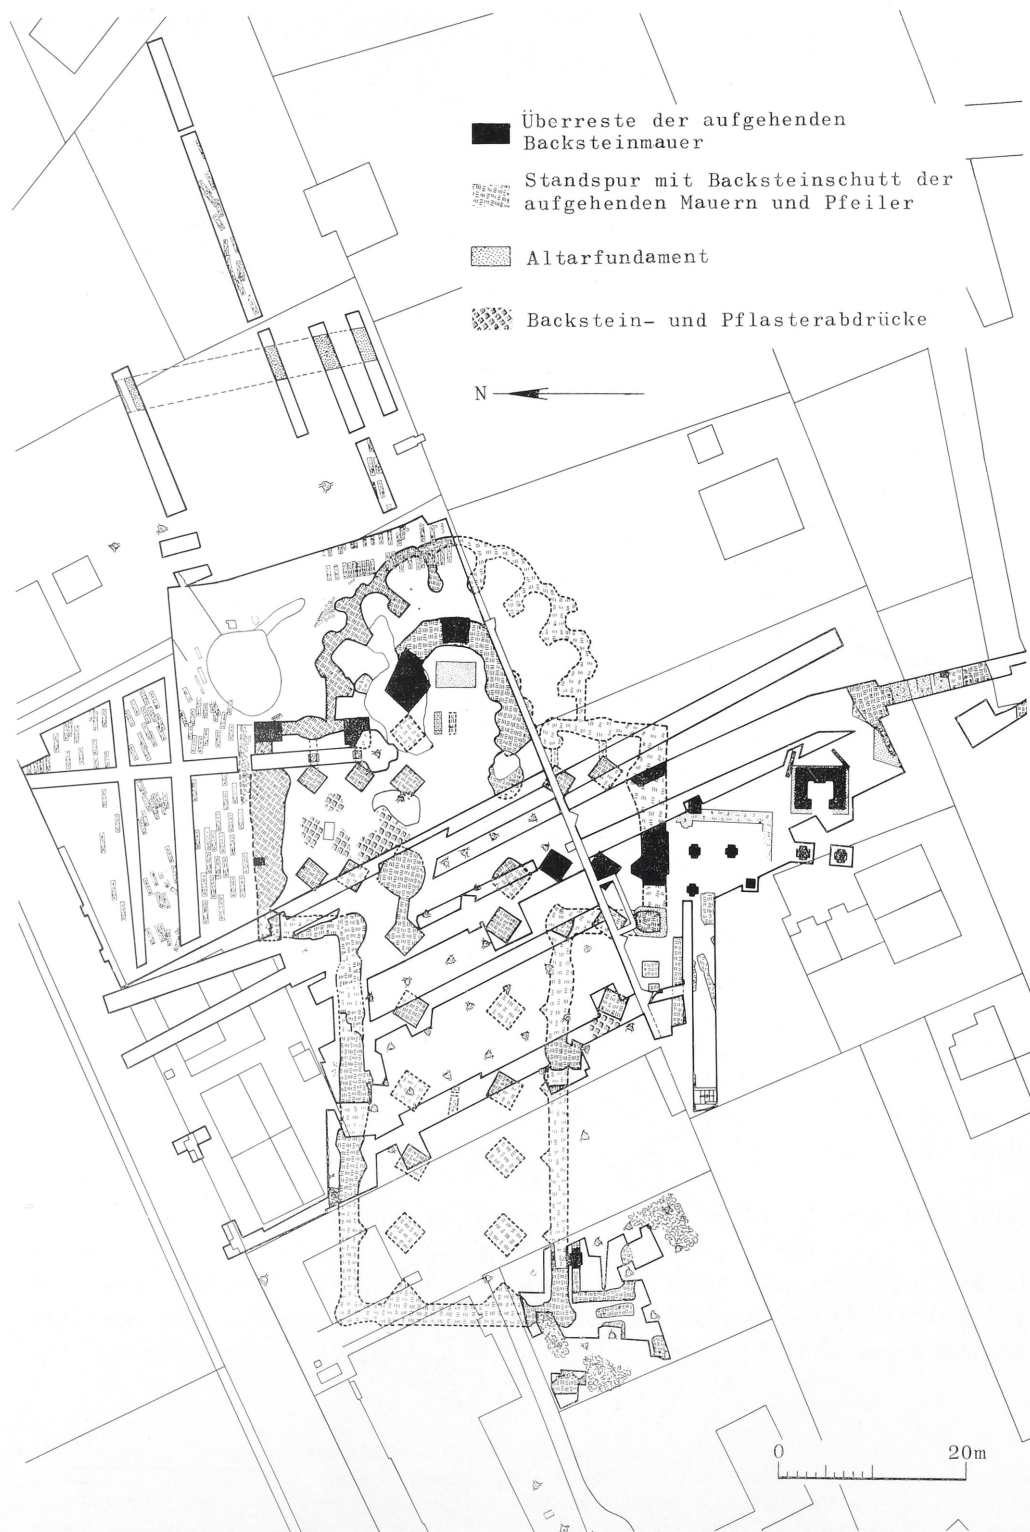 Überreste der aufgehenden
Backsteinmauer
Standspur mit Backsteinschutt der
aufgehenden Mauern und Pfeiler
Altarfundament
Backstein- und Pflasterabdrücke
N
0 20m